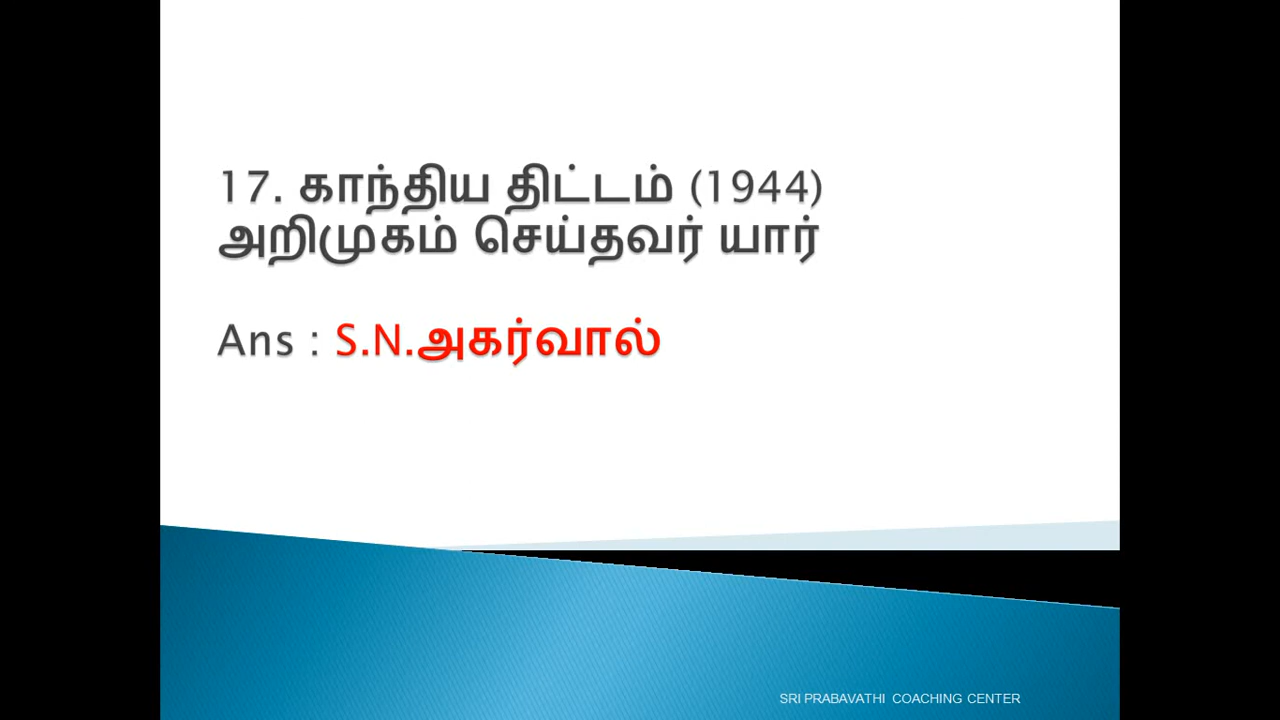 17. காந்திய திட்டம் (1944)
அறிமுகம் செய்தவர் யார்
Ans : S.N.அகர்வால்
SRI PRABAVATHI COACHING CENTER